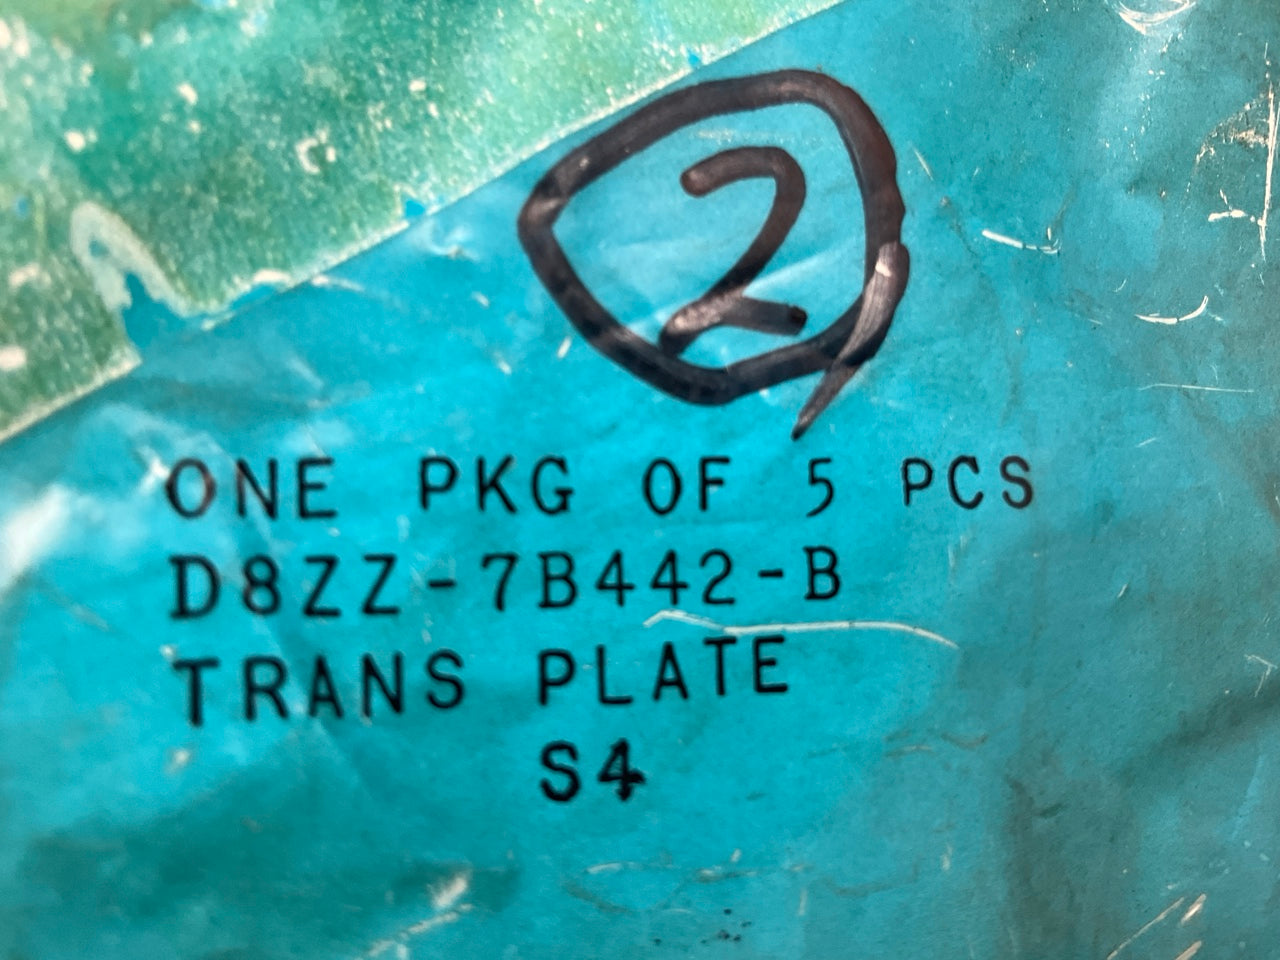 2
ONE PKG OF 5 PCS
D8ZZ-7B442-B
TRANS PLATE
S4